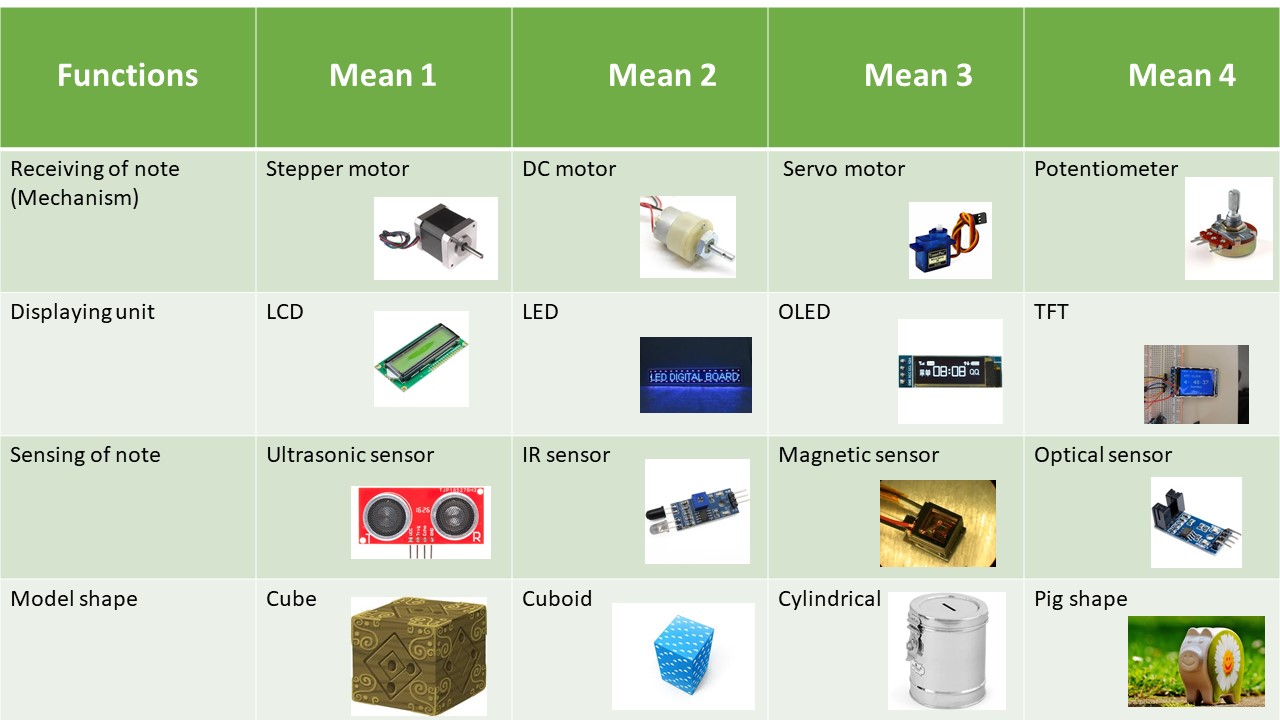 Functions
Mean 1
Mean 2
Mean 3
Mean 4
Receiving of note
(Mechanism)
Stepper motor
DC motor
Servo motor
Potentiometer
Displaying unit
LCD
LED
LED DIGITAL BOARD
OLED
08:08 QQ
TFT
Sensing of note
Ultrasonic sensor
1626
T
R
IR sensor
Magnetic sensor
Optical sensor
Model shape
Cube
Cuboid
Cylindrical
Pig shape